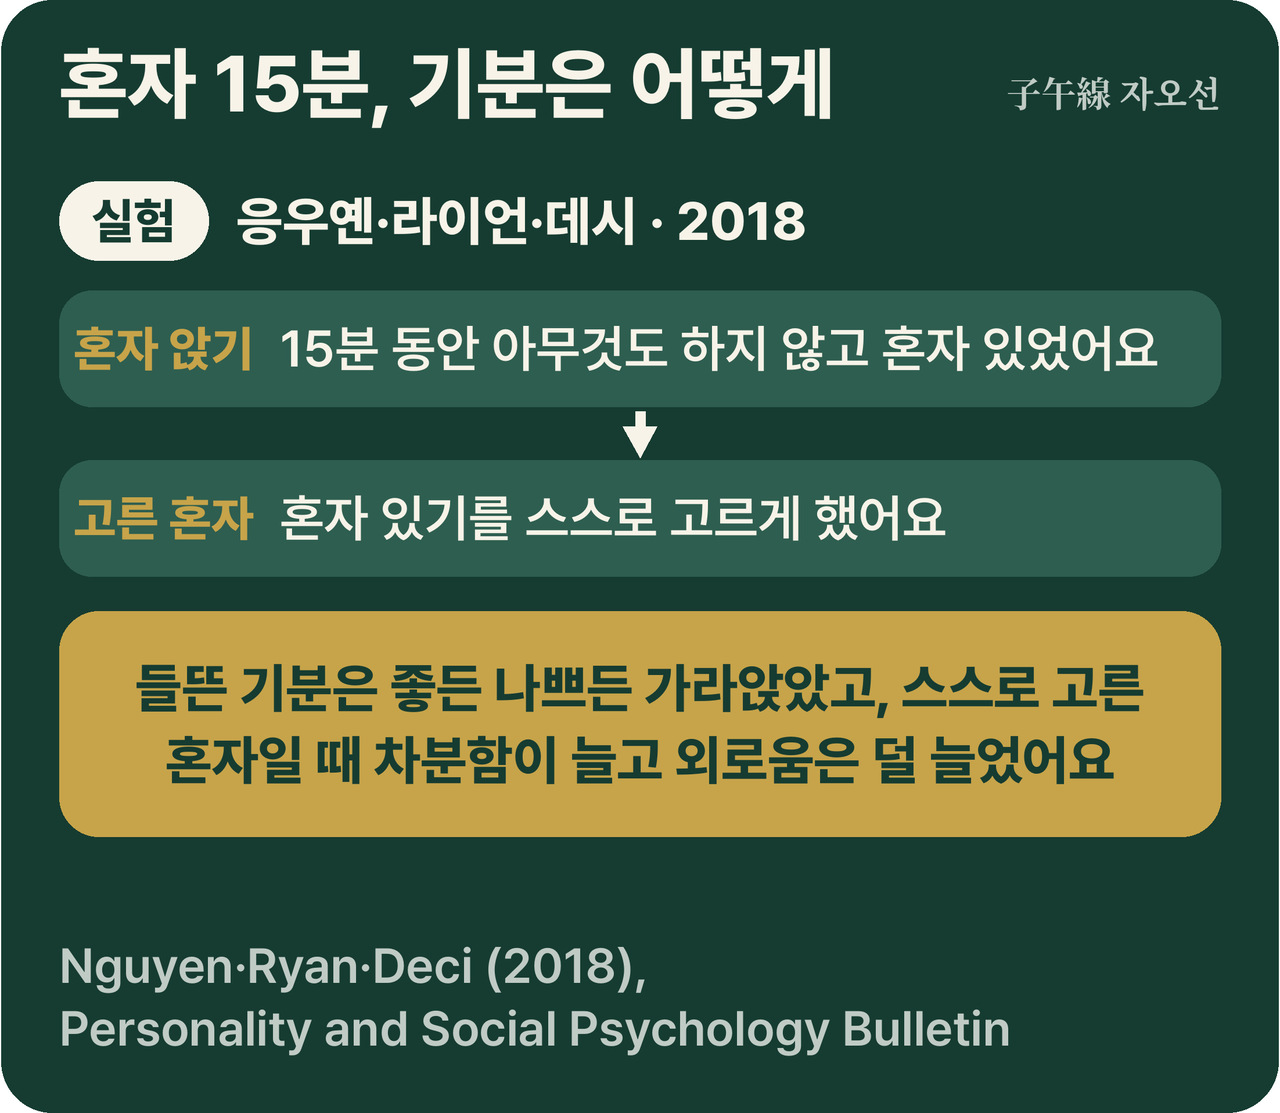 혼자 15분, 기분은 어떻게
子午線 자오선
실험 응우옌·라이언·데시 · 2018
혼자 앉기 15분 동안 아무것도 하지 않고 혼자 있었어요
고른 혼자 혼자 있기를 스스로 고르게 했어요
들뜬 기분은 좋든 나쁘든 가라앉았고, 스스로 고른
혼자일 때 차분함이 늘고 외로움은 덜 늘었어요
Nguyen·Ryan·Deci (2018),
Personality and Social Psychology Bulletin